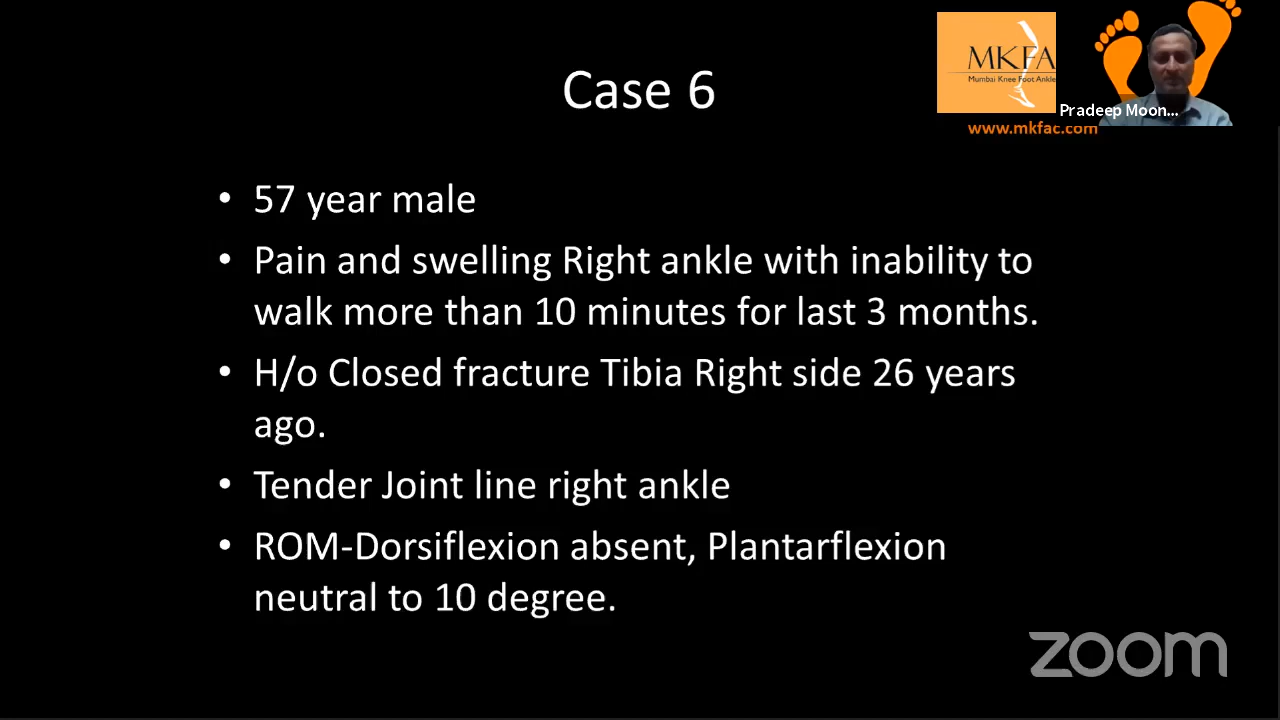 MKFA
Mumbai Knee Foot Ankle
Pradeep Moon...
www.mkfac.com
Case 6
• 57 year male
• Pain and swelling Right ankle with inability to
walk more than 10 minutes for last 3 months.
• H/o Closed fracture Tibia Right side 26 years
ago.
• Tender Joint line right ankle
• ROM-Dorsiflexion absent, Plantarflexion
neutral to 10 degree.
zoom